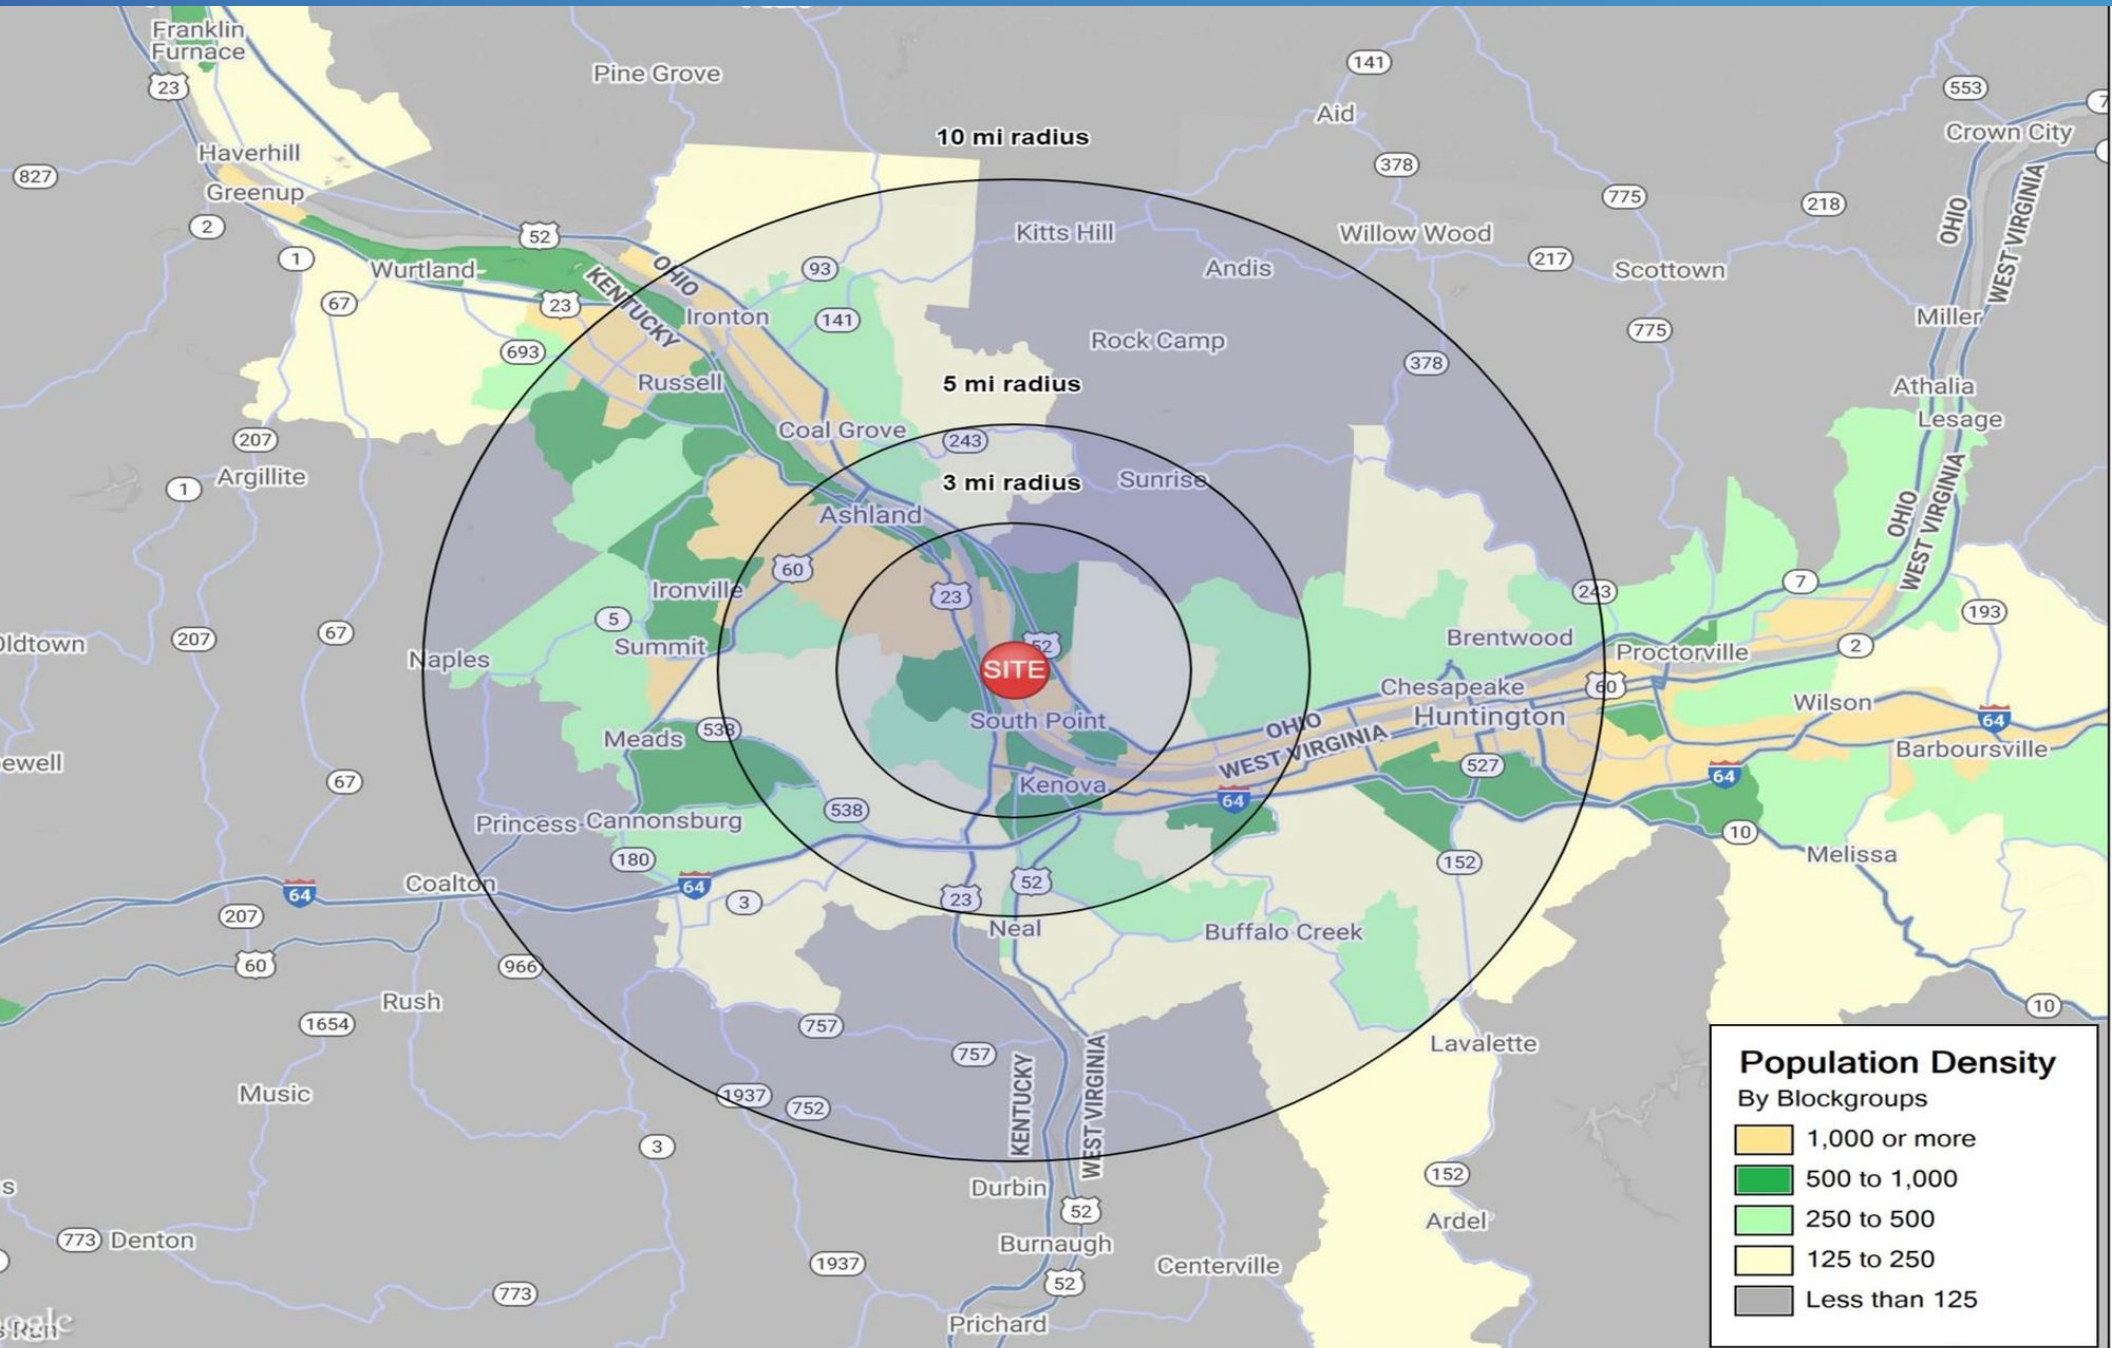 Franklin
Furnace
23
Pine Grove
141
Aid
553
7
Crown City
10 mi radius
Haverhill
827
378
Greenup
775
218
2
52
Kitts Hill
Willow Wood
OHIO
WEST VIRGINIA
1
Wurtland
OHIO
KENTUCKY
93
Andis
217
Scottown
67
23
Ironton
141
Miller
775
693
Rock Camp
378
Russell
5 mi radius
Athalia
Lesage
207
Coal Grove
243
Argillite
1
3 mi radius
Sunrise
OHIO
WEST VIRGINIA
Ashland
60
7
Ironville
23
243
193
5
Oldtown
207
67
Summit
52
Brentwood
Proctorville
2
Naples
SITE
Chesapeake
60
Wilson
South Point
Huntington
64
538
OHIO
WEST VIRGINIA
Meads
Barboursville
ewell
67
Kenova
527
64
64
538
Princess
Cannonsburg
10
180
152
Melissa
Coalton
64
64
52
207
3
23
Neal
Buffalo Creek
60
966
Rush
10
1654
757
757
Lavalette
KENTUCKY
WEST VIRGINIA
Music
1937
752
3
152
s
Durbin
52
Ardel
773
Denton
Burnaugh
1937
Centerville
52
773
Prichard
Population Density
By Blockgroups
1,000 or more
500 to 1,000
250 to 500
125 to 250
Less than 125